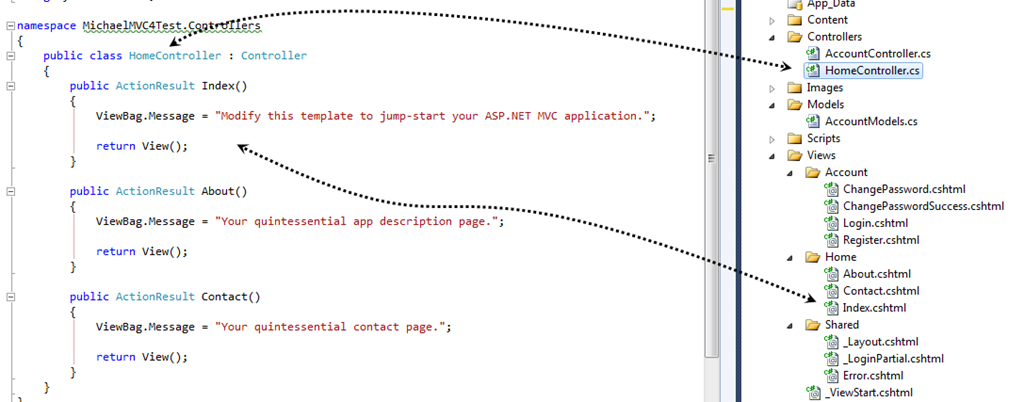 namespace MichaelMVC4Test.Controllers
{
public class HomeController : Controller
{
public ActionResult Index()
{
ViewBag.Message = "Modify this template to jump-start your ASP.NET MVC application.";
return View();
}
public ActionResult About()
{
ViewBag.Message = "Your quintessential app description page.";
return View();
}
public ActionResult Contact()
{
ViewBag.Message = "Your quintessential contact page.";
return View();
}
}
App_Data
Content
Controllers
AccountController.cs
HomeController.cs
Images
Models
AccountModels.cs
Scripts
Views
Account
ChangePassword.cshtml
ChangePasswordSuccess.cshtml
Login.cshtml
Register.cshtml
Home
About.cshtml
Contact.cshtml
Index.cshtml
Shared
_Layout.cshtml
_LoginPartial.cshtml
Error.cshtml
_ViewStart.cshtml